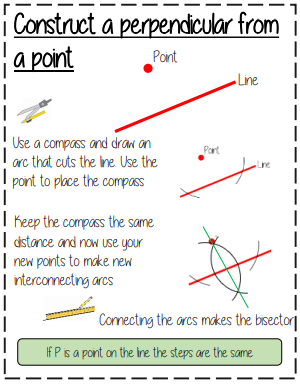 Construct a perpendicular from
a point
Point
Line
Use a compass and draw an
arc that cuts the line. Use the
point to place the compass
Point
Line
Keep the compass the same
distance and now use your
new points to make new
interconnecting arcs
Connecting the arcs makes the bisector
If P is a point on the line the steps are the same